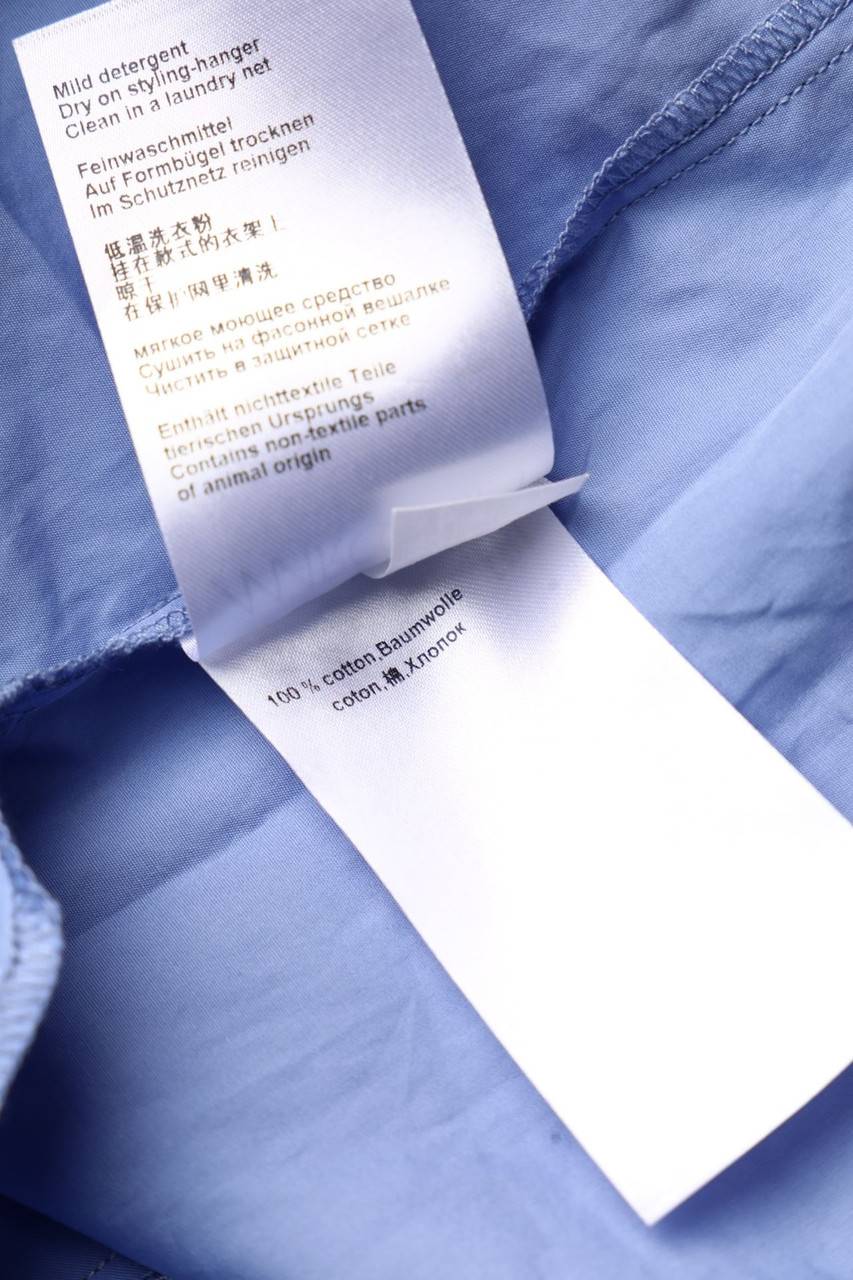 Mild detergent
Dry on styling-hanger
Clean in a laundry net
Feinwaschmittel
Auf Formbügel trocknen
Im Schutznetz reinigen
低温洗衣粉
挂在款式的衣架上
晾干
在保护网里清洗
мягкое моющее средство
Сушить на фасонной вешалке
Чистить в защитной сетке
Enthält nichttextile Teile
tierischen Ursprungs
Contains non-textile parts
of animal origin
100 % cotton,Baumwolle
coton,棉,Хлопок